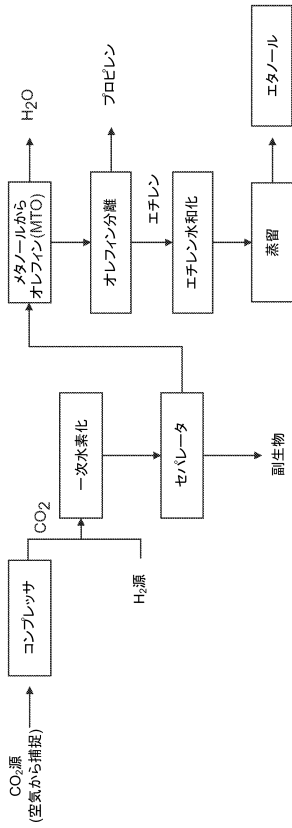 CO2源
(空気から捕捉)
コンプレッサ
CO2
H2源
一次水素化
セパレータ
副生物
メタノールから
オレフィン(MTO)
H2O
オレフィン分離
プロピレン
エチレン
エチレン水和化
蒸留
エタノール